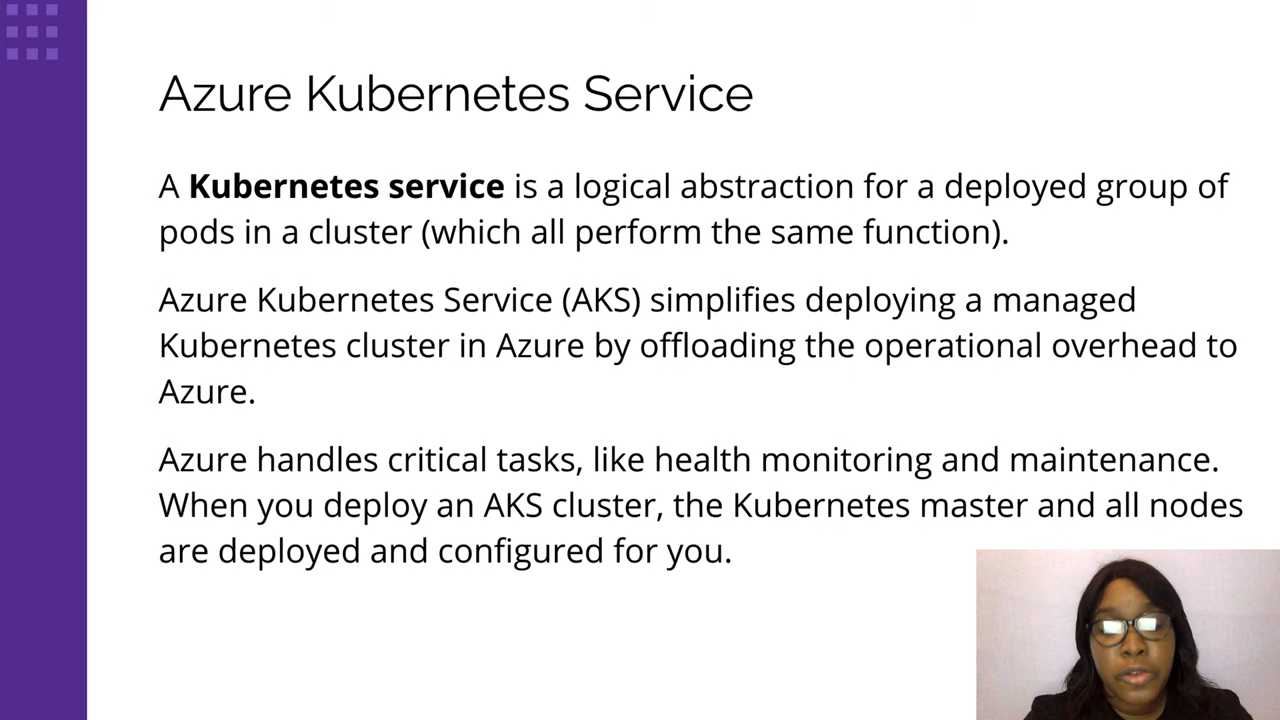 Azure Kubernetes Service
A Kubernetes service is a logical abstraction for a deployed group of
pods in a cluster (which all perform the same function).
Azure Kubernetes Service (AKS) simplifies deploying a managed
Kubernetes cluster in Azure by offloading the operational overhead to
Azure.
Azure handles critical tasks, like health monitoring and maintenance.
When you deploy an AKS cluster, the Kubernetes master and all nodes
are deployed and configured for you.